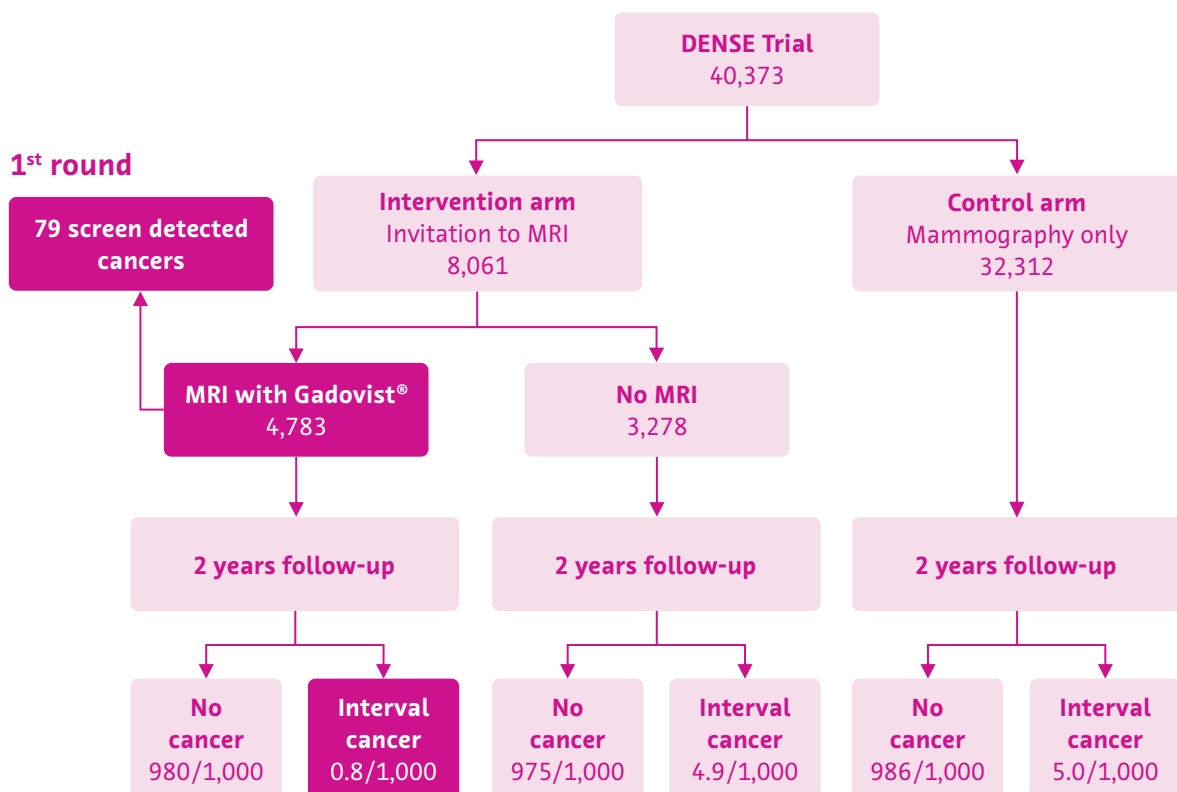 DENSE Trial
40,373
1st round
79 screen detected
cancers
Intervention arm
Invitation to MRI
8,061
Control arm
Mammography only
32,312
MRI with Gadovist®
4,783
No MRI
3,278
2 years follow-up
2 years follow-up
2 years follow-up
No
cancer
980/1,000
Interval
cancer
0.8/1,000
No
cancer
975/1,000
Interval
cancer
4.9/1,000
No
cancer
986/1,000
Interval
cancer
5.0/1,000